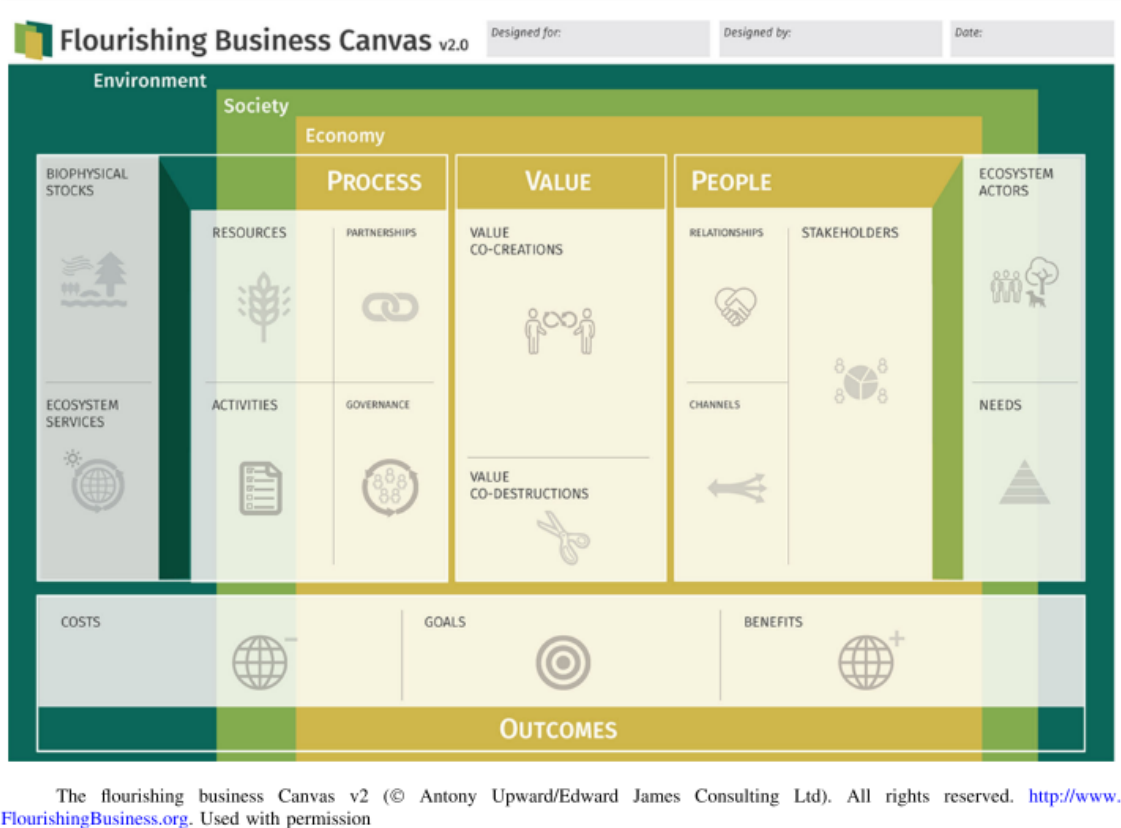 Flourishing Business Canvas v2.0
Designed for:
Designed by:
Date:
Environment
Society
Economy
BIOPHYSICAL
STOCKS
PROCESS
VALUE
PEOPLE
ECOSYSTEM
ACTORS
RESOURCES
PARTNERSHIPS
VALUE
CO-CREATIONS
RELATIONSHIPS
STAKEHOLDERS
ECOSYSTEM
SERVICES
ACTIVITIES
GOVERNANCE
CHANNELS
NEEDS
VALUE
CO-DESTRUCTIONS
COSTS
GOALS
BENEFITS
OUTCOMES
The flourishing business Canvas v2 (© Antony Upward/Edward James Consulting Ltd). All rights reserved. http://www.
FlourishingBusiness.org. Used with permission